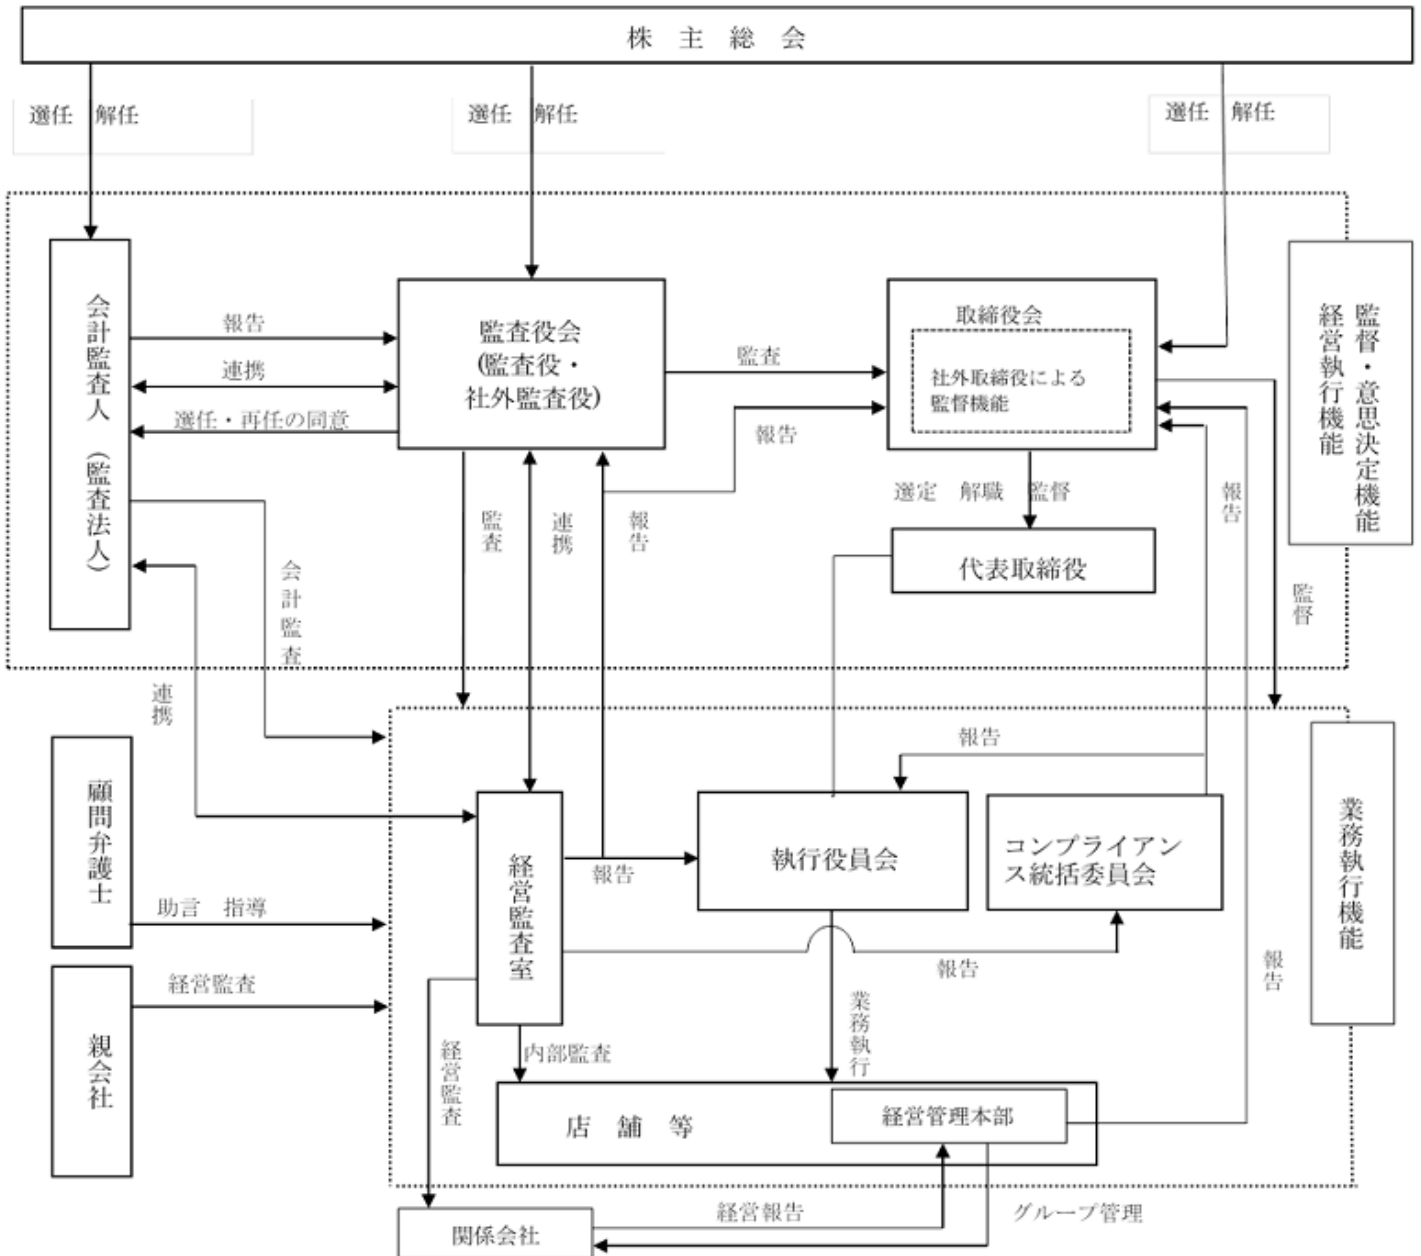 株 主 総 会
選任 解任
選任 解任
選任 解任
会計監査人（監査法人）
報告
連携
選任・再任の同意
監査役会
(監査役・
社外監査役)
監査
報告
取締役会
社外取締役による
監督機能
監督・意思決定機能
経営執行機能
選定 解職 監督
代表取締役
監査
連携
報告
報告
監督
会計監査
連携
報告
顧問弁護士
助言 指導
親会社
経営監査
経営監査室
報告
執行役員会
コンプライアン
ス統括委員会
業務執行機能
報告
報告
業務執行
経営監査
内部監査
店 舗 等
経営管理本部
関係会社
経営報告
グループ管理